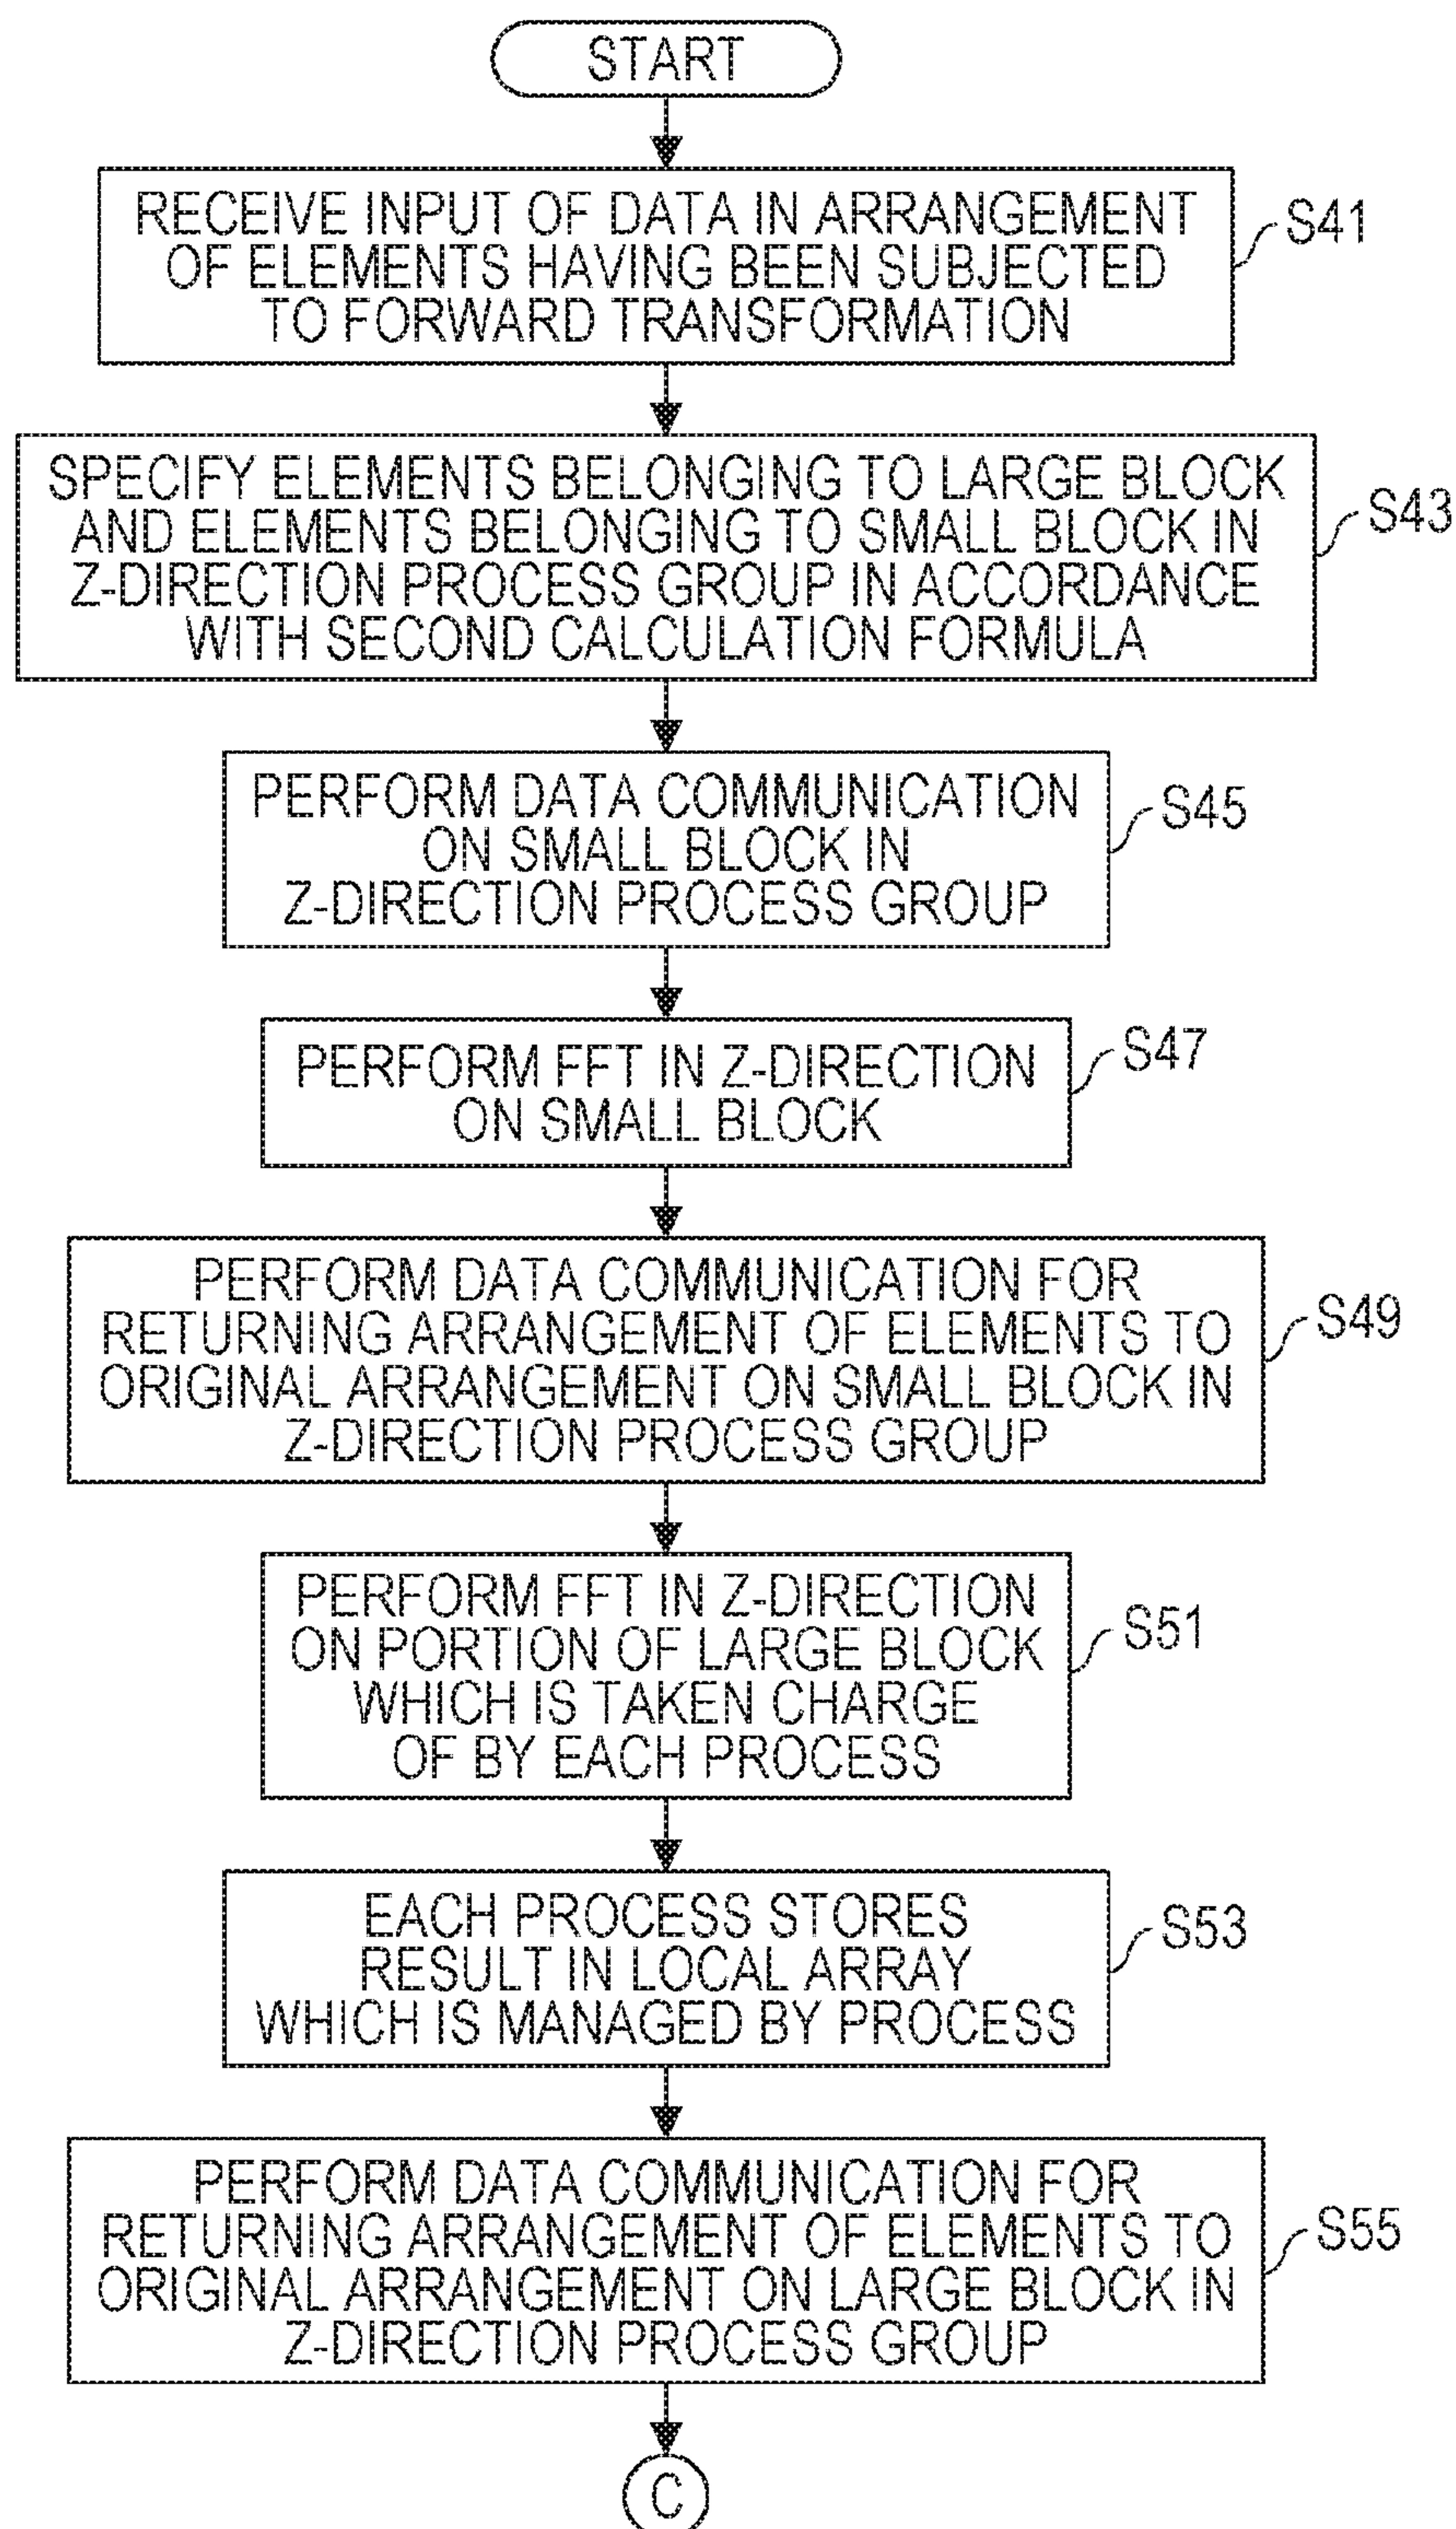 START
RECEIVE INPUT OF DATA IN ARRANGEMENT
OF ELEMENTS HAVING BEEN SUBJECTED
TO FORWARD TRANSFORMATION
S41
SPECIFY ELEMENTS BELONGING TO LARGE BLOCK
AND ELEMENTS BELONGING TO SMALL BLOCK IN
Z-DIRECTION PROCESS GROUP IN ACCORDANCE
WITH SECOND CALCULATION FORMULA
S43
PERFORM DATA COMMUNICATION
ON SMALL BLOCK IN
Z-DIRECTION PROCESS GROUP
S45
PERFORM FFT IN Z-DIRECTION
ON SMALL BLOCK
S47
PERFORM DATA COMMUNICATION FOR
RETURNING ARRANGEMENT OF ELEMENTS TO
ORIGINAL ARRANGEMENT ON SMALL BLOCK IN
Z-DIRECTION PROCESS GROUP
S49
PERFORM FFT IN Z-DIRECTION
ON PORTION OF LARGE BLOCK
WHICH IS TAKEN CHARGE
OF BY EACH PROCESS
S51
EACH PROCESS STORES
RESULT IN LOCAL ARRAY
WHICH IS MANAGED BY PROCESS
S53
PERFORM DATA COMMUNICATION FOR
RETURNING ARRANGEMENT OF ELEMENTS TO
ORIGINAL ARRANGEMENT ON LARGE BLOCK IN
Z-DIRECTION PROCESS GROUP
S55
C